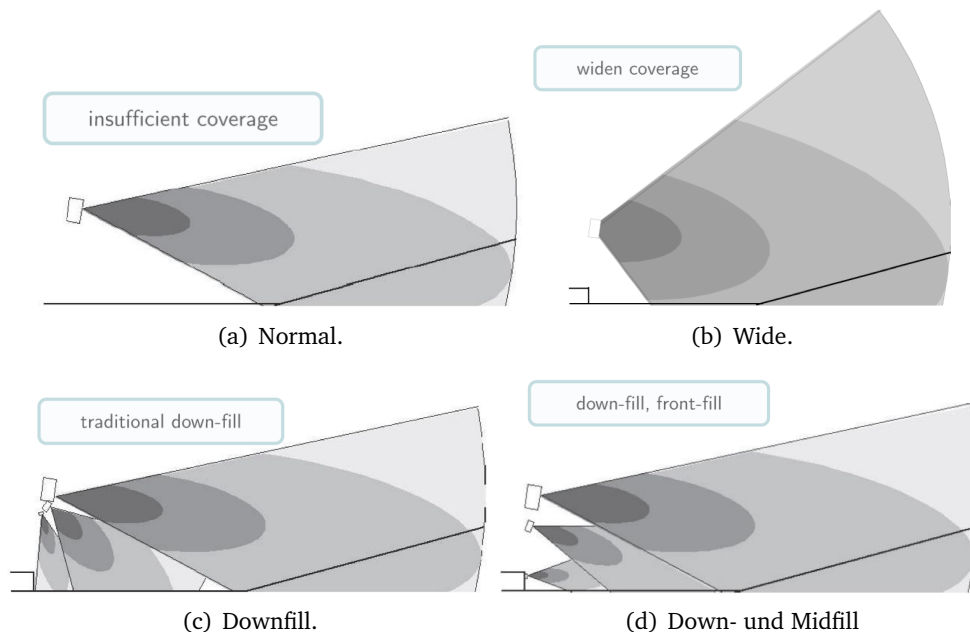 insufficient coverage
widen coverage
(a) Normal.
(b) Wide.
traditional down-fill
down-fill, front-fill
(c) Downfill.
(d) Down- und Midfill